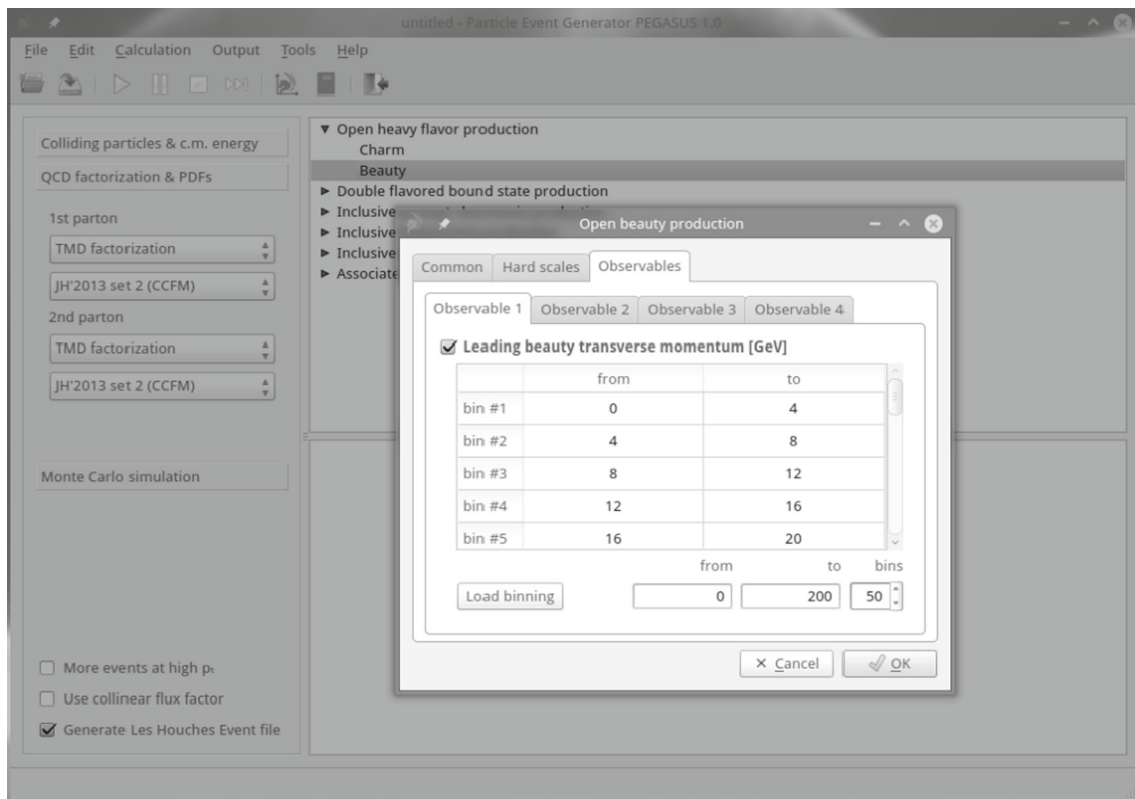 untitled - Particle Event Generator PEGASUS 1.0
File Edit Calculation Output Tools Help
Colliding particles & c.m. energy
QCD factorization & PDFs
1st parton
TMD factorization
JH'2013 set 2 (CCFM)
2nd parton
TMD factorization
JH'2013 set 2 (CCFM)
Monte Carlo simulation
More events at high pt
Use collinear flux factor
Generate Les Houches Event file
Open heavy flavor production
Charm
Beauty
Double flavored bound state production
Inclusive
Inclusive
Inclusive
Associate
Open beauty production
Common Hard scales Observables
Observable 1 Observable 2 Observable 3 Observable 4
Leading beauty transverse momentum [GeV]
from to
bin #1 0 4
bin #2 4 8
bin #3 8 12
bin #4 12 16
bin #5 16 20
from to bins
Load binning 0 200 50
Cancel OK